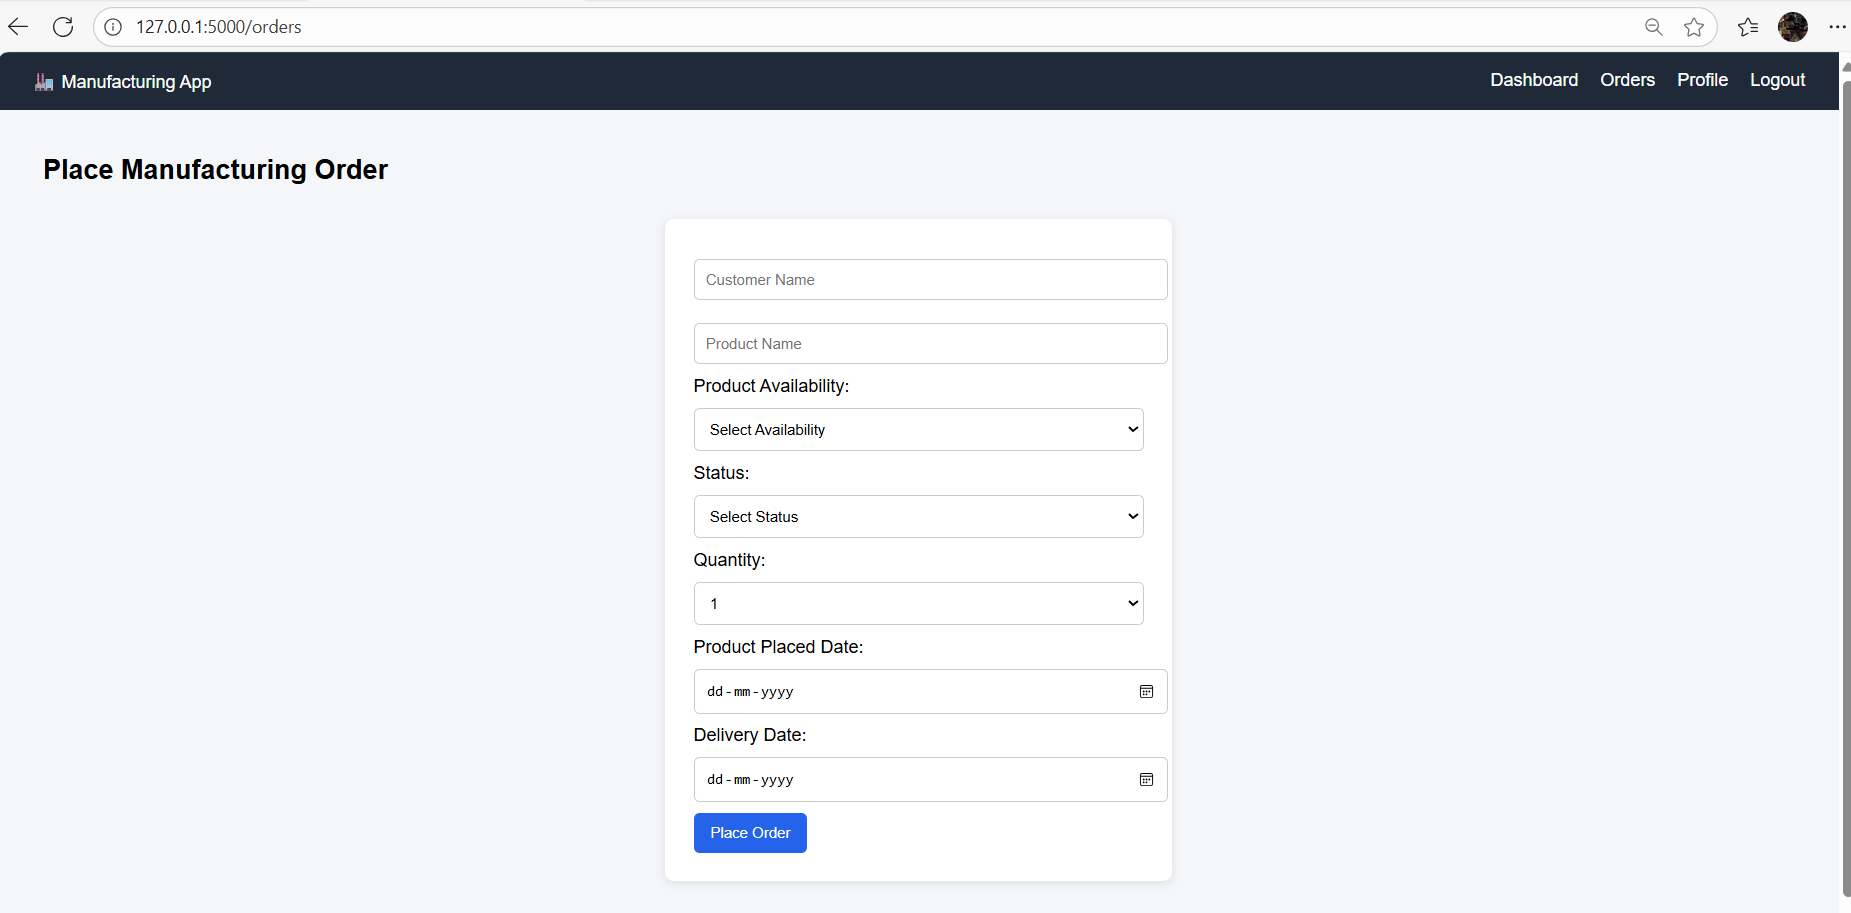 127.0.0.1:5000/orders
Manufacturing App
Dashboard Orders Profile Logout
Place Manufacturing Order
Customer Name
Product Name
Product Availability:
Select Availability
Status:
Select Status
Quantity:
1
Product Placed Date:
dd-mm-yyyy
Delivery Date:
dd-mm-yyyy
Place Order